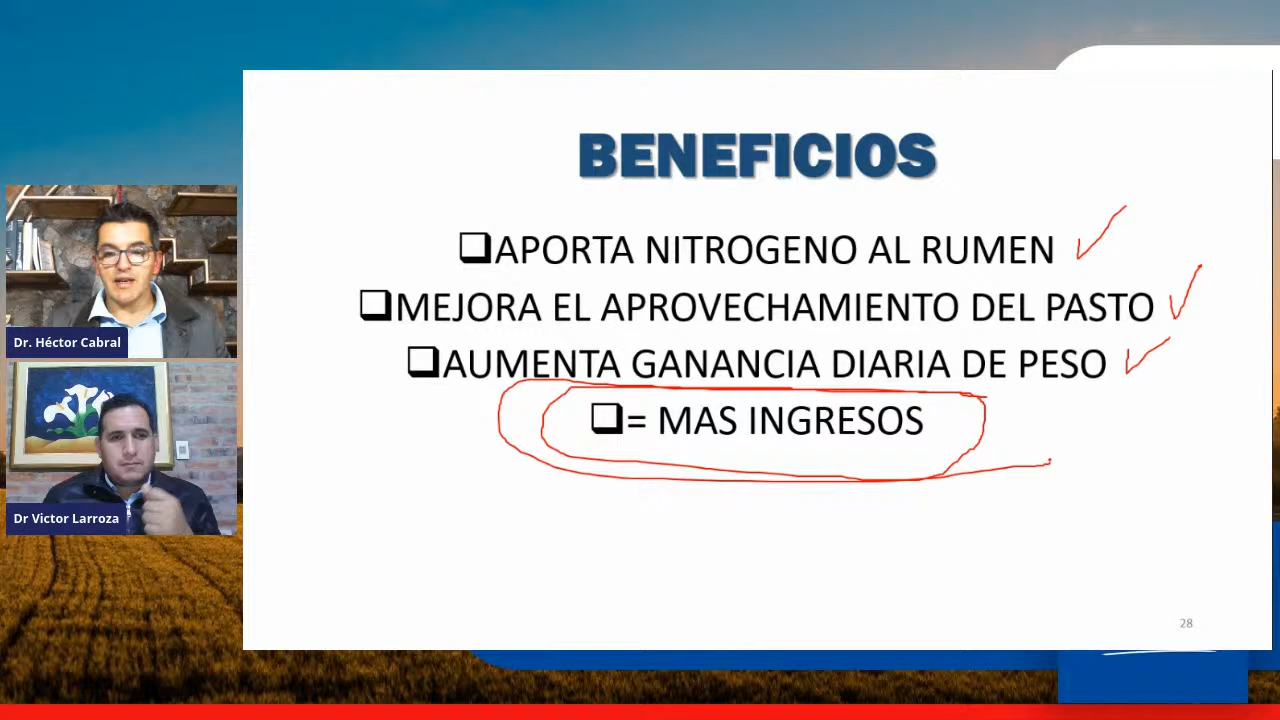 BENEFICIOS
APORTA NITROGENO AL RUMEN
MEJORA EL APROVECHAMIENTO DEL PASTO
AUMENTA GANANCIA DIARIA DE PESO
= MAS INGRESOS
28
Dr. Héctor Cabral
Dr Victor Larroza